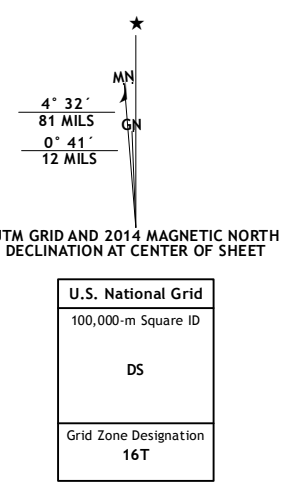 ★
MN
4° 32´
81 MILS
GN
0° 41´
12 MILS
UTM GRID AND 2014 MAGNETIC NORTH
DECLINATION AT CENTER OF SHEET
U.S. National Grid
100,000-m Square ID
DS
Grid Zone Designation
16T